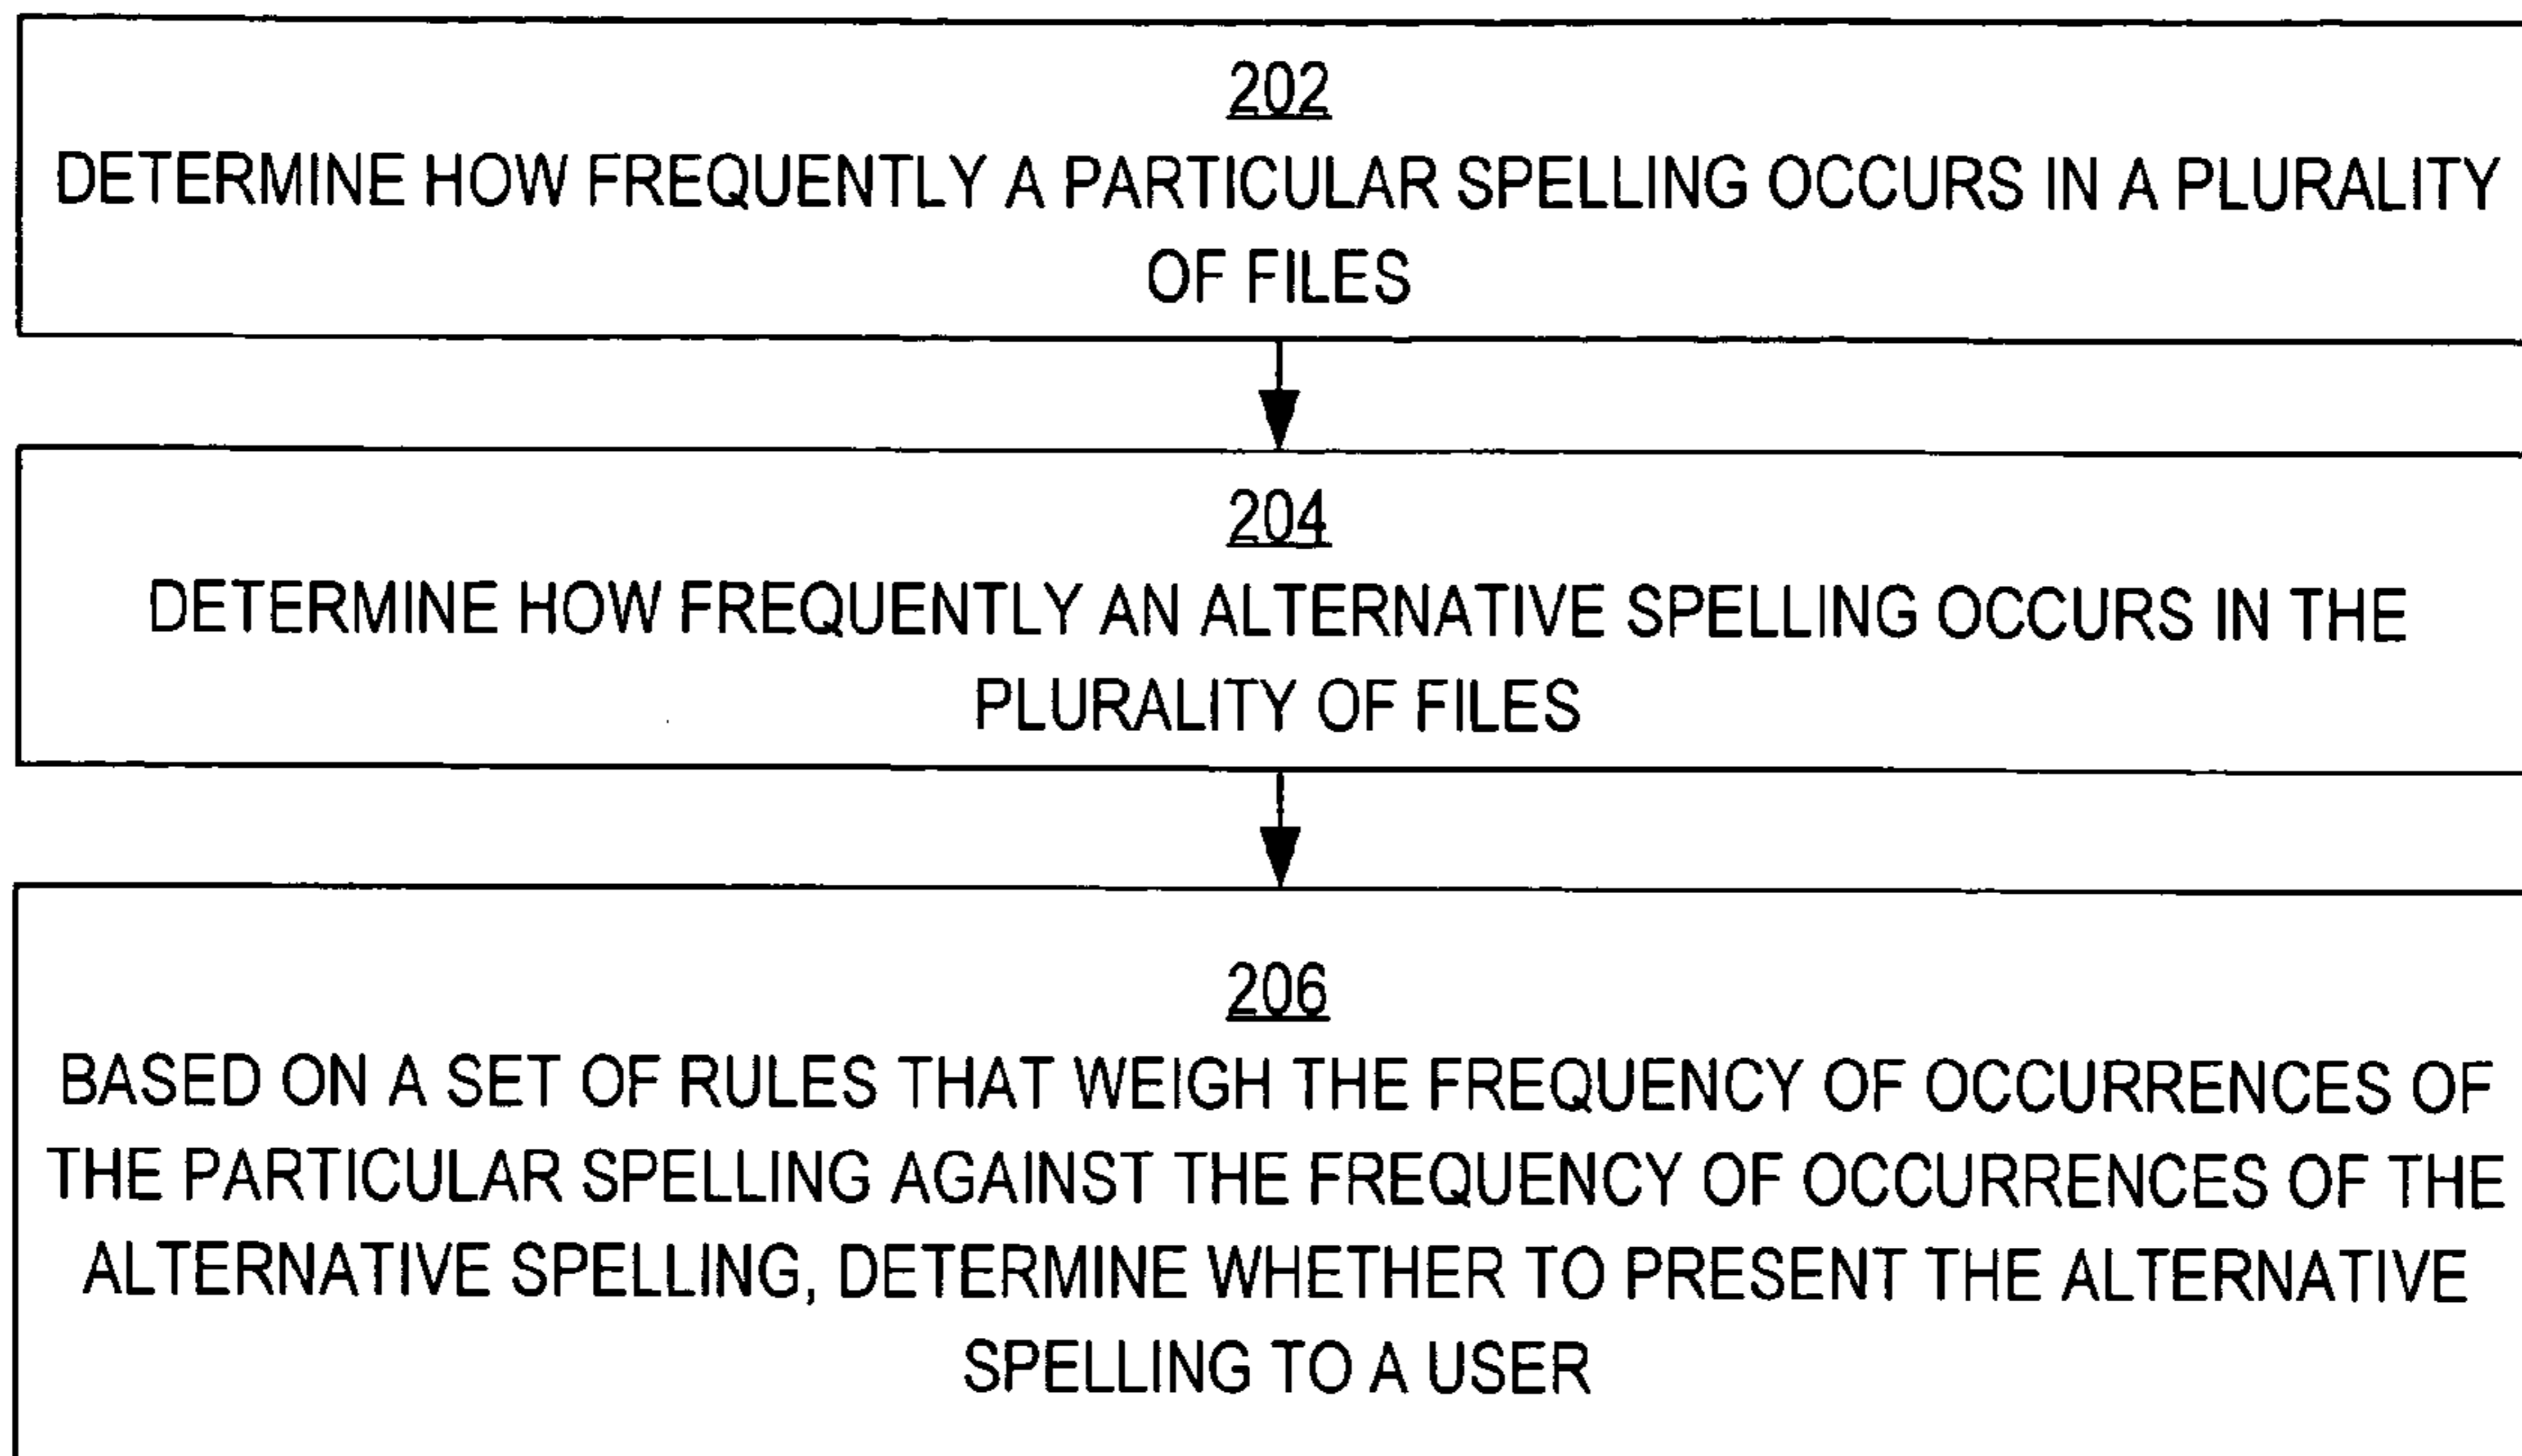 202
DETERMINE HOW FREQUENTLY A PARTICULAR SPELLING OCCURS IN A PLURALITY
OF FILES
204
DETERMINE HOW FREQUENTLY AN ALTERNATIVE SPELLING OCCURS IN THE
PLURALITY OF FILES
206
BASED ON A SET OF RULES THAT WEIGH THE FREQUENCY OF OCCURRENCES OF
THE PARTICULAR SPELLING AGAINST THE FREQUENCY OF OCCURRENCES OF THE
ALTERNATIVE SPELLING, DETERMINE WHETHER TO PRESENT THE ALTERNATIVE
SPELLING TO A USER